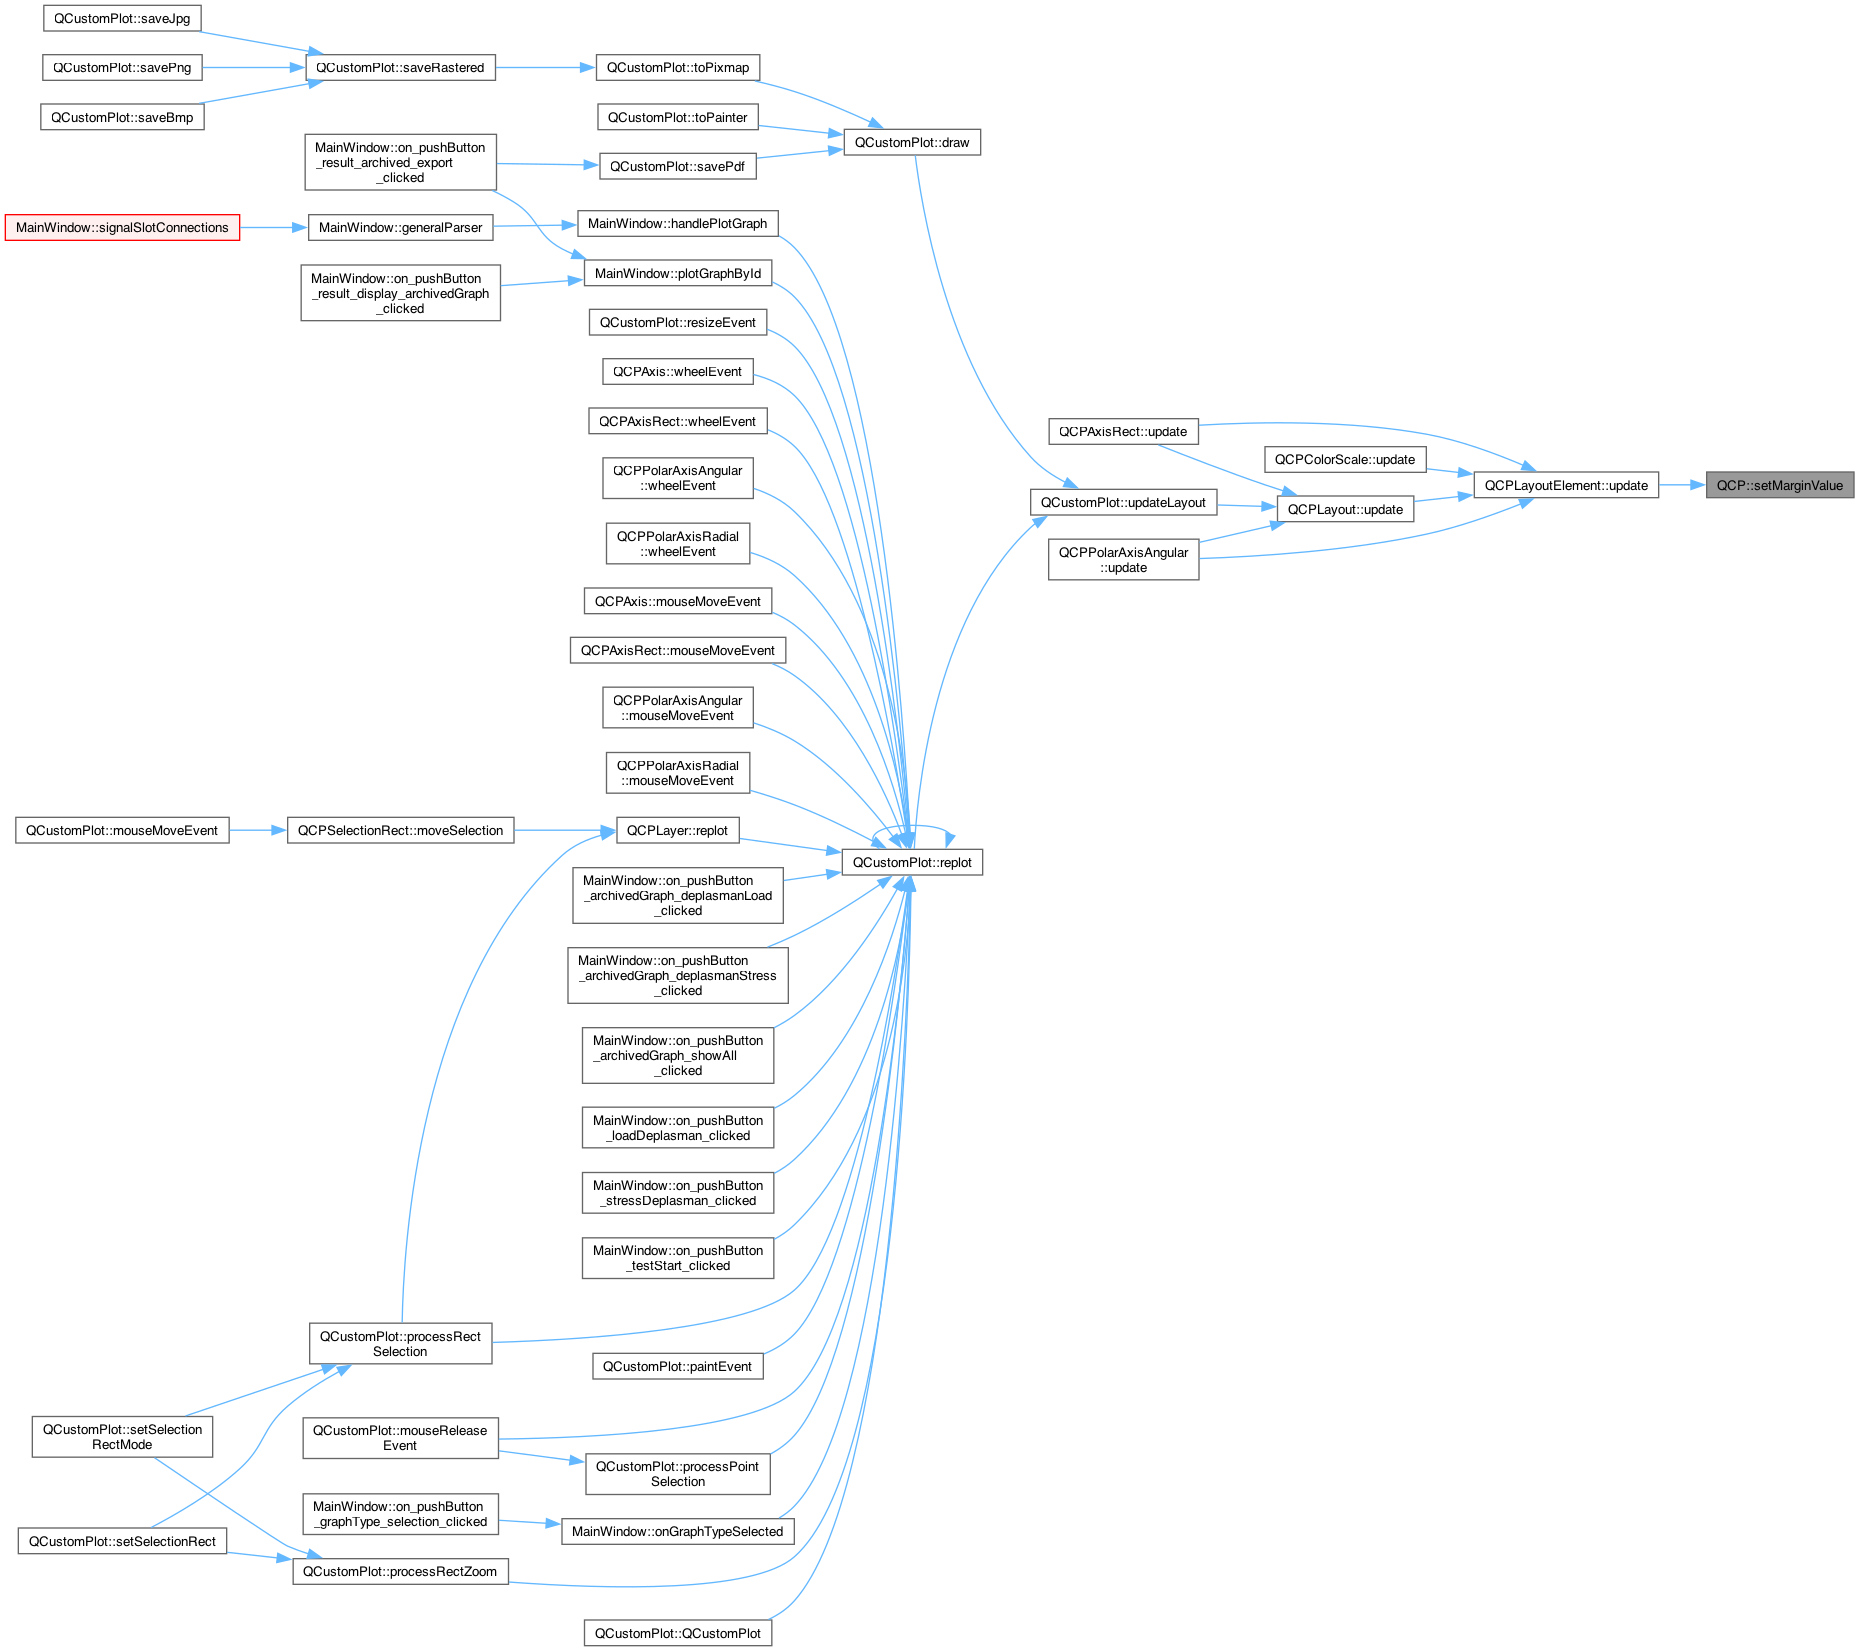 QCustomPlot::saveJpg
QCustomPlot::savePng
QCustomPlot::saveBmp
QCustomPlot::saveRastered
QCustomPlot::toPixmap
QCustomPlot::toPainter
QCustomPlot::draw
MainWindow::on_pushButton
_result_archived_export
_clicked
QCustomPlot::savePdf
MainWindow::signalSlotConnections
MainWindow::generalParser
MainWindow::handlePlotGraph
MainWindow::plotGraphById
MainWindow::on_pushButton
_result_display_archivedGraph
_clicked
QCustomPlot::resizeEvent
QCPAxis::wheelEvent
QCPAxisRect::wheelEvent
QCPPolarAxisAngular
::wheelEvent
QCPPolarAxisRadial
::wheelEvent
QCPAxis::mouseMoveEvent
QCPAxisRect::mouseMoveEvent
QCPPolarAxisAngular
::mouseMoveEvent
QCPPolarAxisRadial
::mouseMoveEvent
QCPAxisRect::update
QCPColorScale::update
QCPLayoutElement::update
QCP::setMarginValue
QCustomPlot::updateLayout
QCPLayout::update
QCPPolarAxisAngular
::update
QCustomPlot::mouseMoveEvent
QCPSelectionRect::moveSelection
QCPLayer::replot
QCustomPlot::replot
MainWindow::on_pushButton
_archivedGraph_deplasmanLoad
_clicked
MainWindow::on_pushButton
_archivedGraph_deplasmanStress
_clicked
MainWindow::on_pushButton
_archivedGraph_showAll
_clicked
MainWindow::on_pushButton
_loadDeplasman_clicked
MainWindow::on_pushButton
_stressDeplasman_clicked
MainWindow::on_pushButton
_testStart_clicked
QCustomPlot::processRect
Selection
QCustomPlot::paintEvent
QCustomPlot::setSelection
RectMode
QCustomPlot::mouseRelease
Event
QCustomPlot::processPoint
Selection
MainWindow::on_pushButton
_graphType_selection_clicked
MainWindow::onGraphTypeSelected
QCustomPlot::setSelectionRect
QCustomPlot::processRectZoom
QCustomPlot::QCustomPlot